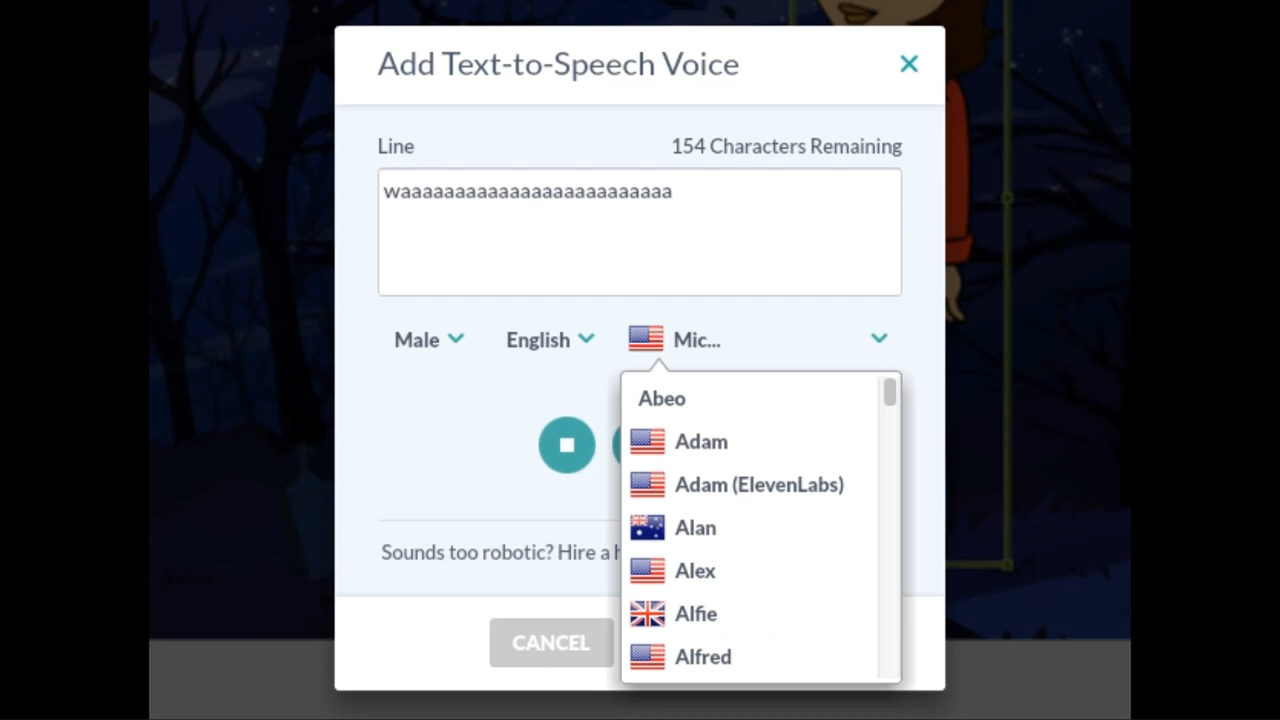 Add Text-to-Speech Voice
Line
154 Characters Remaining
waaaaaaaaaaaaaaaaaaaaaaaaa
Male
English
Mic...
Abeo
Adam
Adam (ElevenLabs)
Alan
Alex
Alfie
Alfred
Sounds too robotic? Hire a
CANCEL